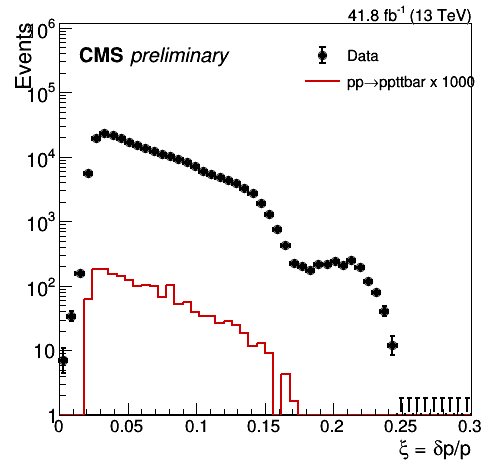 41.8 fb⁻¹ (13 TeV)
Events
CMS preliminary
Data
pp→ppttbar x 1000
10⁶
10⁵
10⁴
10³
10²
10
1
0 0.05 0.1 0.15 0.2 0.25 0.3
ξ = δp/p